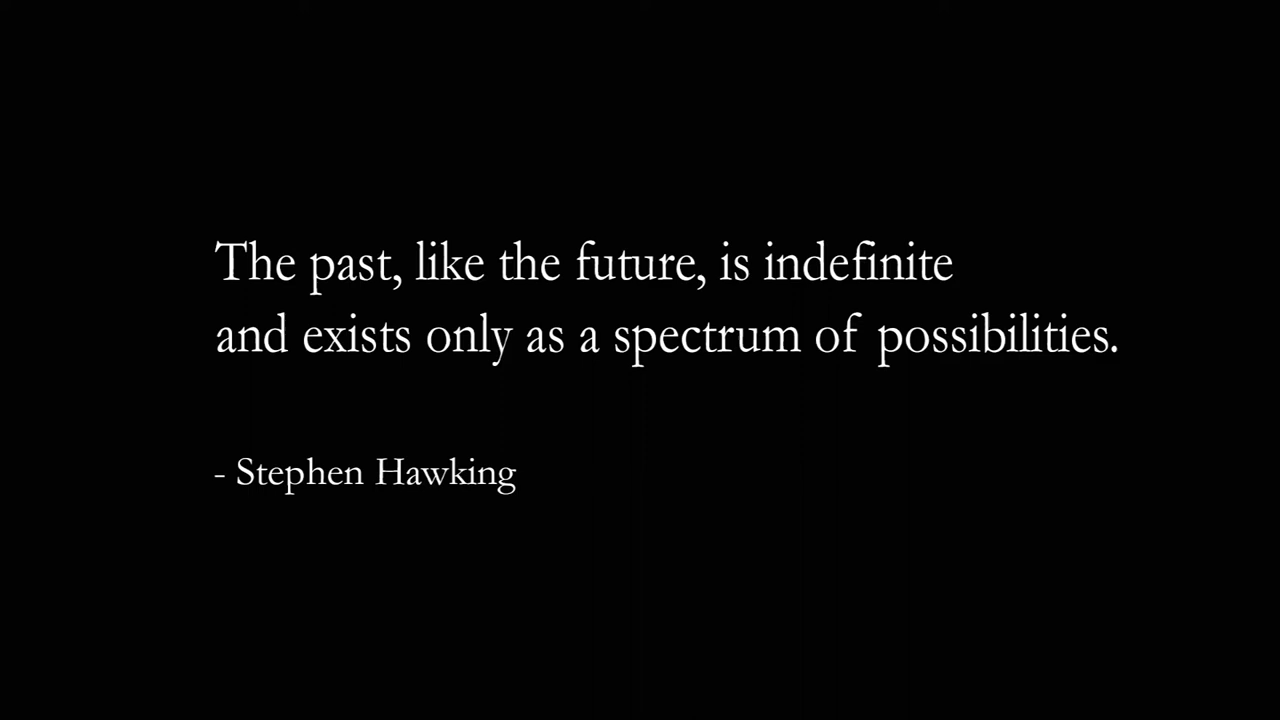 The past, like the future, is indefinite
and exists only as a spectrum of possibilities.
- Stephen Hawking